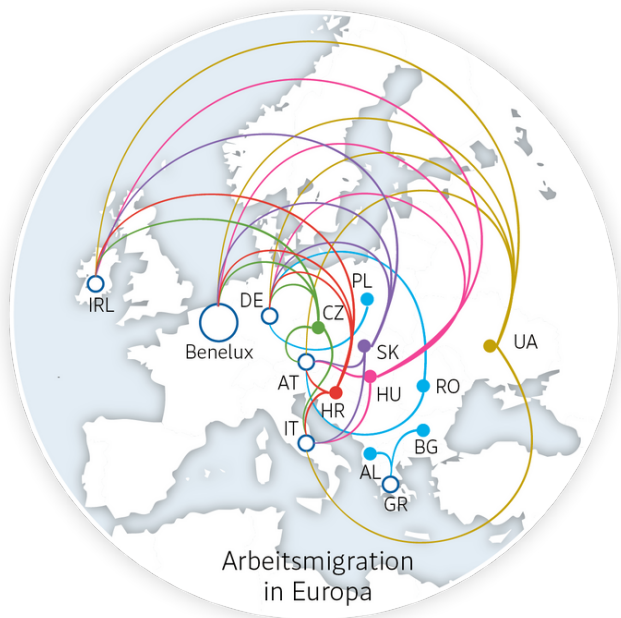 IRL
Benelux
DE
PL
CZ
SK
UA
AT
HU
RO
HR
IT
BG
AL
GR
Arbeitsmigration
in Europa